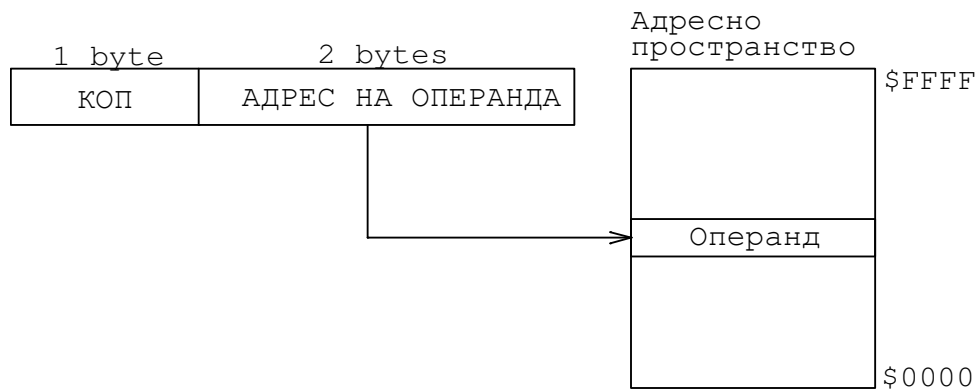 Адресно
пространство
1 byte
2 bytes
$FFFF
КОП
АДРЕС НА ОПЕРАНДА
Операнд
$0000